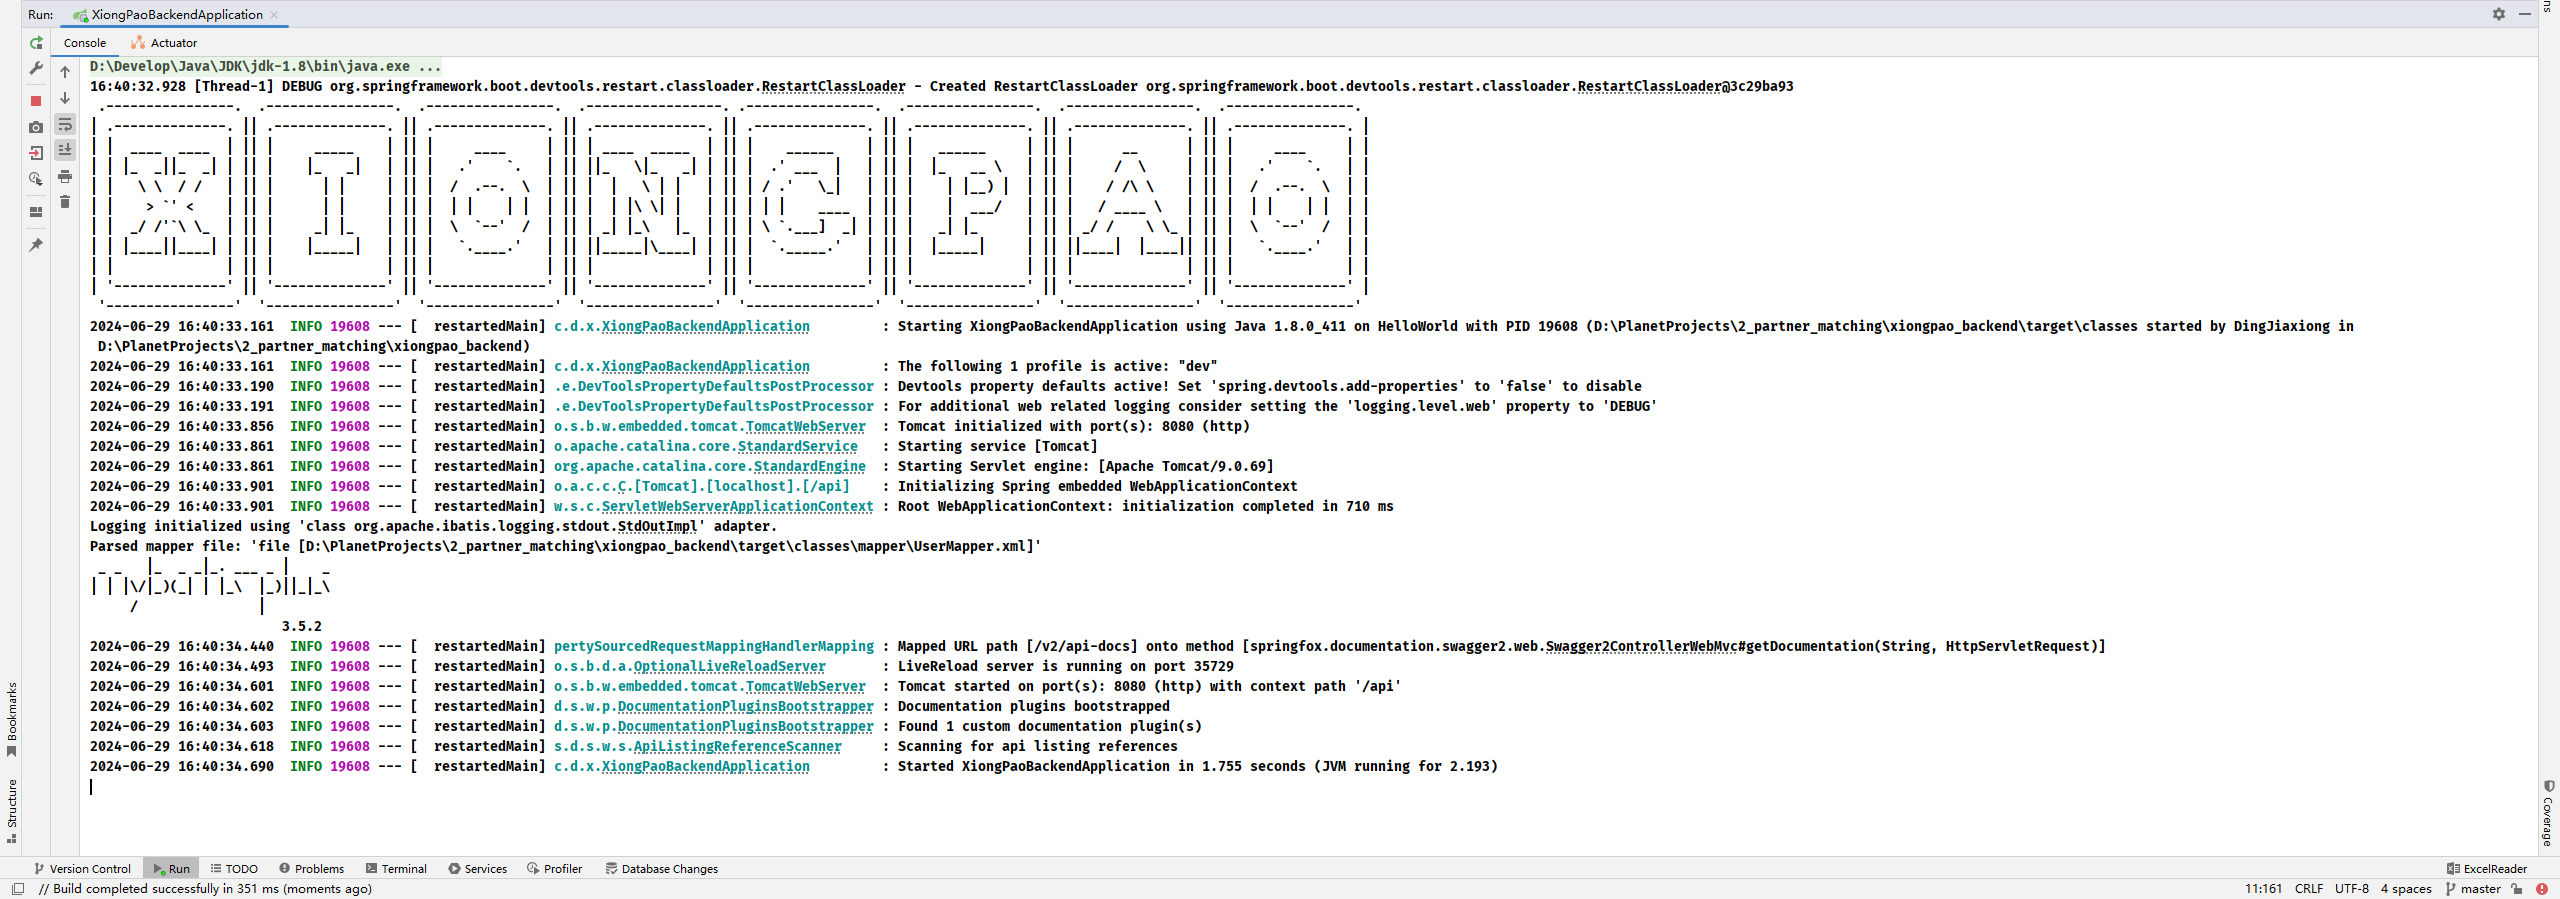 Run: XiongPaoBackendApplication
Console Actuator
D:\Develop\Java\JDK\jdk-1.8\bin\java.exe ...
16:40:32.928 [Thread-1] DEBUG org.springframework.boot.devtools.restart.classloader.RestartClassLoader - Created RestartClassLoader org.springframework.boot.devtools.restart.classloader.RestartClassLoader@3c29ba93
XIONGPAO
2024-06-29 16:40:33.161  INFO 19608 --- [  restartedMain] c.d.x.XiongPaoBackendApplication         : Starting XiongPaoBackendApplication using Java 1.8.0_411 on HelloWorld with PID 19608 (D:\PlanetProjects\2_partner_matching\xiongpao_backend\target\classes started by DingJiaxiong in
D:\PlanetProjects\2_partner_matching\xiongpao_backend)
2024-06-29 16:40:33.161  INFO 19608 --- [  restartedMain] c.d.x.XiongPaoBackendApplication         : The following 1 profile is active: "dev"
2024-06-29 16:40:33.190  INFO 19608 --- [  restartedMain] .e.DevToolsPropertyDefaultsPostProcessor : Devtools property defaults active! Set 'spring.devtools.add-properties' to 'false' to disable
2024-06-29 16:40:33.191  INFO 19608 --- [  restartedMain] .e.DevToolsPropertyDefaultsPostProcessor : For additional web related logging consider setting the 'logging.level.web' property to 'DEBUG'
2024-06-29 16:40:33.856  INFO 19608 --- [  restartedMain] o.s.b.w.embedded.tomcat.TomcatWebServer  : Tomcat initialized with port(s): 8080 (http)
2024-06-29 16:40:33.861  INFO 19608 --- [  restartedMain] o.apache.catalina.core.StandardService   : Starting service [Tomcat]
2024-06-29 16:40:33.861  INFO 19608 --- [  restartedMain] org.apache.catalina.core.StandardEngine  : Starting Servlet engine: [Apache Tomcat/9.0.69]
2024-06-29 16:40:33.901  INFO 19608 --- [  restartedMain] o.a.c.c.C.[Tomcat].[localhost].[/api]    : Initializing Spring embedded WebApplicationContext
2024-06-29 16:40:33.901  INFO 19608 --- [  restartedMain] w.s.c.ServletWebServerApplicationContext : Root WebApplicationContext: initialization completed in 710 ms
Logging initialized using 'class org.apache.ibatis.logging.stdout.StdOutImpl' adapter.
Parsed mapper file: 'file [D:\PlanetProjects\2_partner_matching\xiongpao_backend\target\classes\mapper\UserMapper.xml]'
mybatis plus
3.5.2
2024-06-29 16:40:34.440  INFO 19608 --- [  restartedMain] pertySourcedRequestMappingHandlerMapping : Mapped URL path [/v2/api-docs] onto method [springfox.documentation.swagger2.web.Swagger2ControllerWebMvc#getDocumentation(String, HttpServletRequest)]
2024-06-29 16:40:34.493  INFO 19608 --- [  restartedMain] o.s.b.d.a.OptionalLiveReloadServer       : LiveReload server is running on port 35729
2024-06-29 16:40:34.601  INFO 19608 --- [  restartedMain] o.s.b.w.embedded.tomcat.TomcatWebServer  : Tomcat started on port(s): 8080 (http) with context path '/api'
2024-06-29 16:40:34.602  INFO 19608 --- [  restartedMain] d.s.w.p.DocumentationPluginsBootstrapper : Documentation plugins bootstrapped
2024-06-29 16:40:34.603  INFO 19608 --- [  restartedMain] d.s.w.p.DocumentationPluginsBootstrapper : Found 1 custom documentation plugin(s)
2024-06-29 16:40:34.618  INFO 19608 --- [  restartedMain] s.d.s.w.s.ApiListingReferenceScanner     : Scanning for api listing references
2024-06-29 16:40:34.690  INFO 19608 --- [  restartedMain] c.d.x.XiongPaoBackendApplication         : Started XiongPaoBackendApplication in 1.755 seconds (JVM running for 2.193)
Bookmarks
Structure
Coverage
Version Control Run TODO Problems Terminal Services Profiler Database Changes ExcelReader
// Build completed successfully in 351 ms (moments ago) 11:161 CRLF UTF-8 4 spaces master